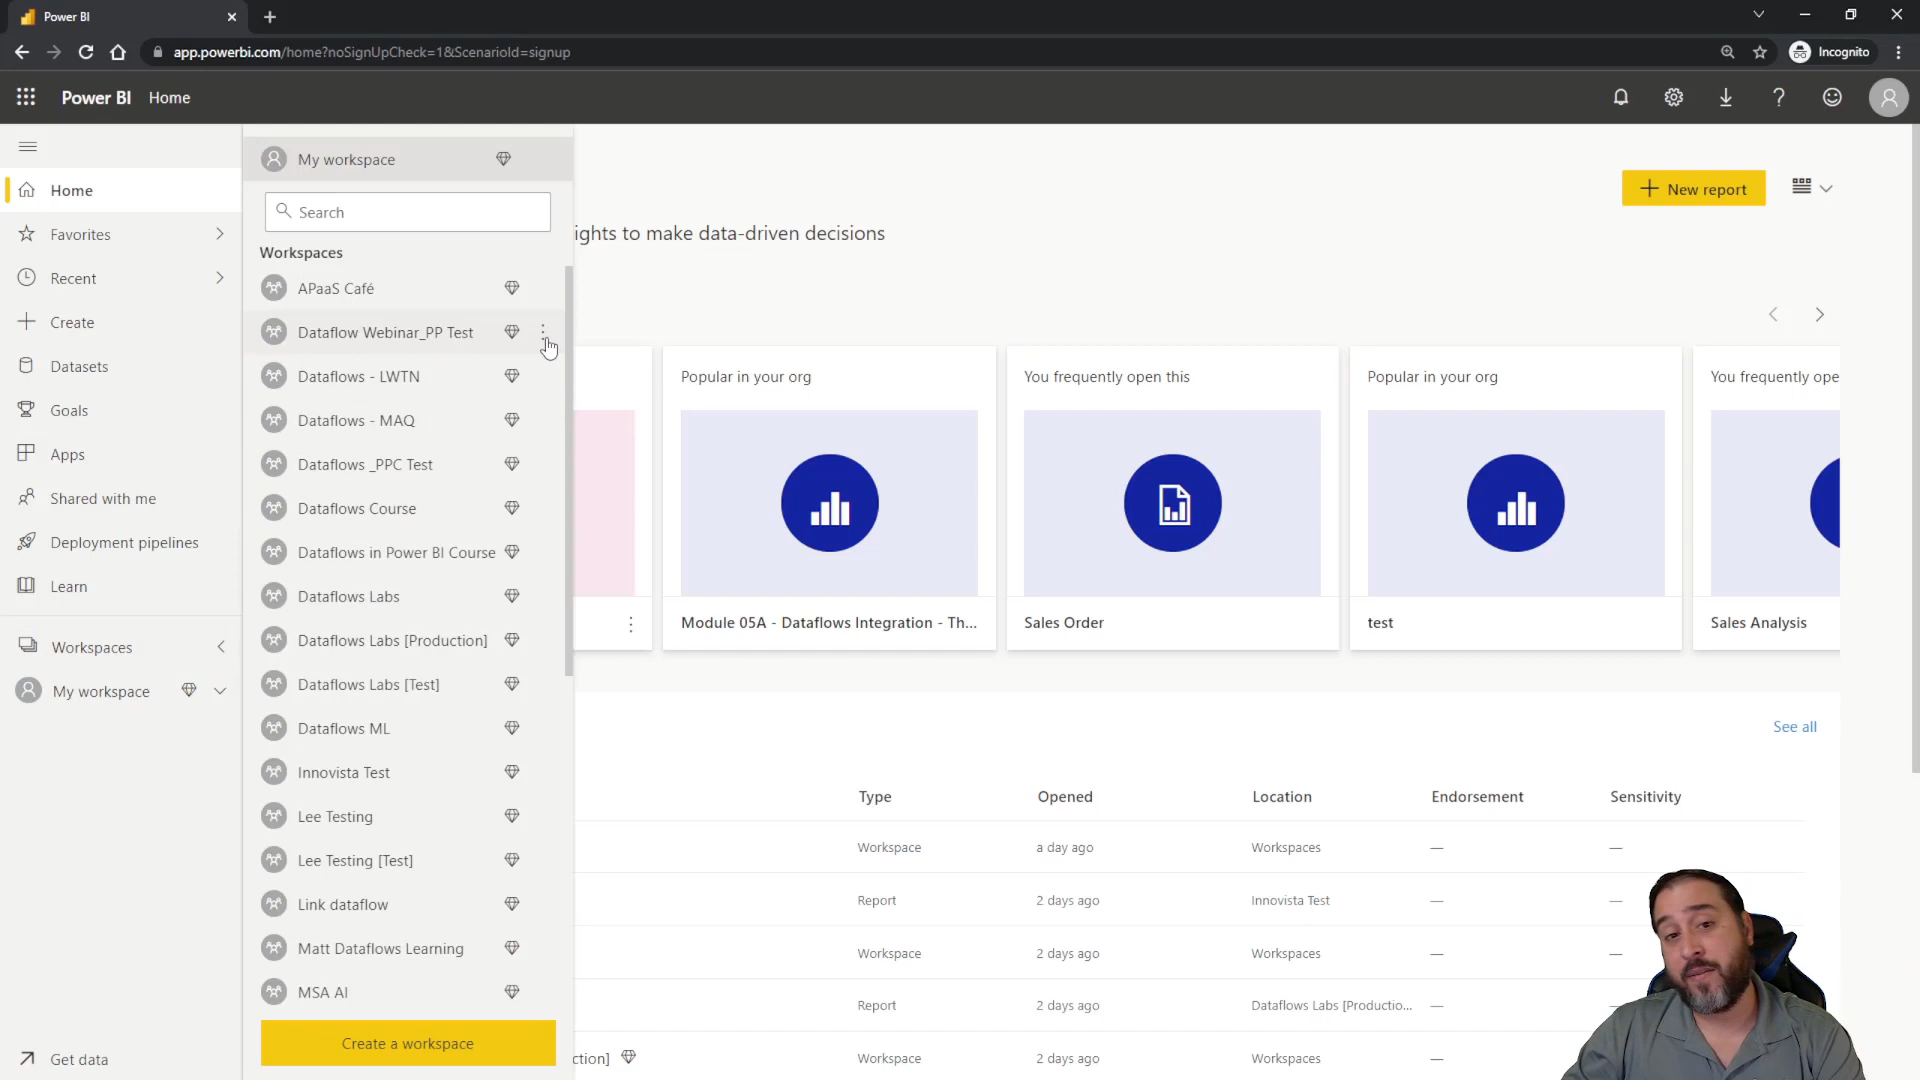 Power BI
app.powerbi.com/home?noSignUpCheck=1&ScenarioId=signup
Incognito
Power BI Home
Home
Favorites
Recent
Create
Datasets
Goals
Apps
Shared with me
Deployment pipelines
Learn
Workspaces
My workspace
Get data
My workspace
Search
Workspaces
APaaS Café
Dataflow Webinar_PP Test
Dataflows - LWTN
Dataflows - MAQ
Dataflows _PPC Test
Dataflows Course
Dataflows in Power BI Course
Dataflows Labs
Dataflows Labs [Production]
Dataflows Labs [Test]
Dataflows ML
Innovista Test
Lee Testing
Lee Testing [Test]
Link dataflow
Matt Dataflows Learning
MSA AI
Create a workspace
New report
ights to make data-driven decisions
Popular in your org
Module 05A - Dataflows Integration - Th...
You frequently open this
Sales Order
Popular in your org
test
You frequently ope
Sales Analysis
See all
Type Opened Location Endorsement Sensitivity
Workspace a day ago Workspaces — —
Report 2 days ago Innovista Test — —
Workspace 2 days ago Workspaces — —
Report 2 days ago Dataflows Labs [Productio... —
ction] Workspace 2 days ago Workspaces —